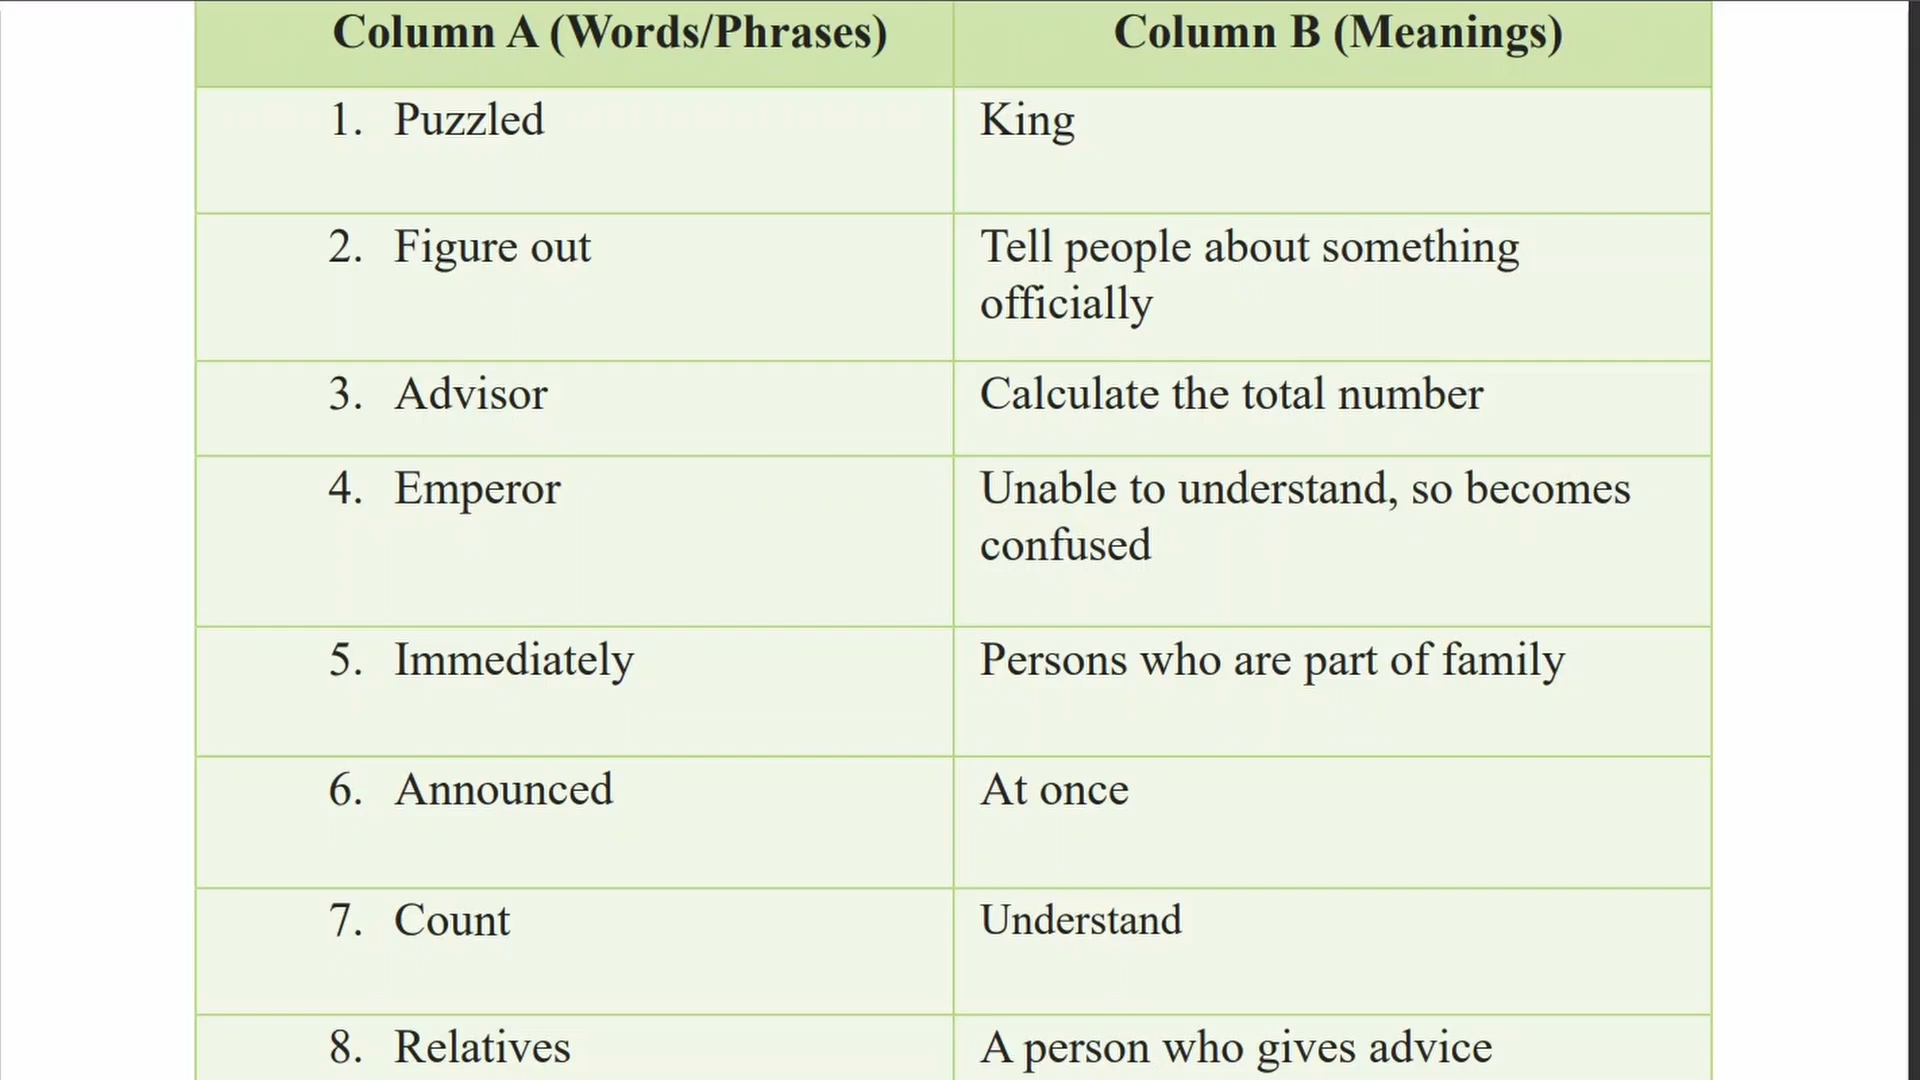 Column A (Words/Phrases) Column B (Meanings)
1. Puzzled King
2. Figure out Tell people about something
officially
3. Advisor Calculate the total number
4. Emperor Unable to understand, so becomes
confused
5. Immediately Persons who are part of family
6. Announced At once
7. Count Understand
8. Relatives A person who gives advice